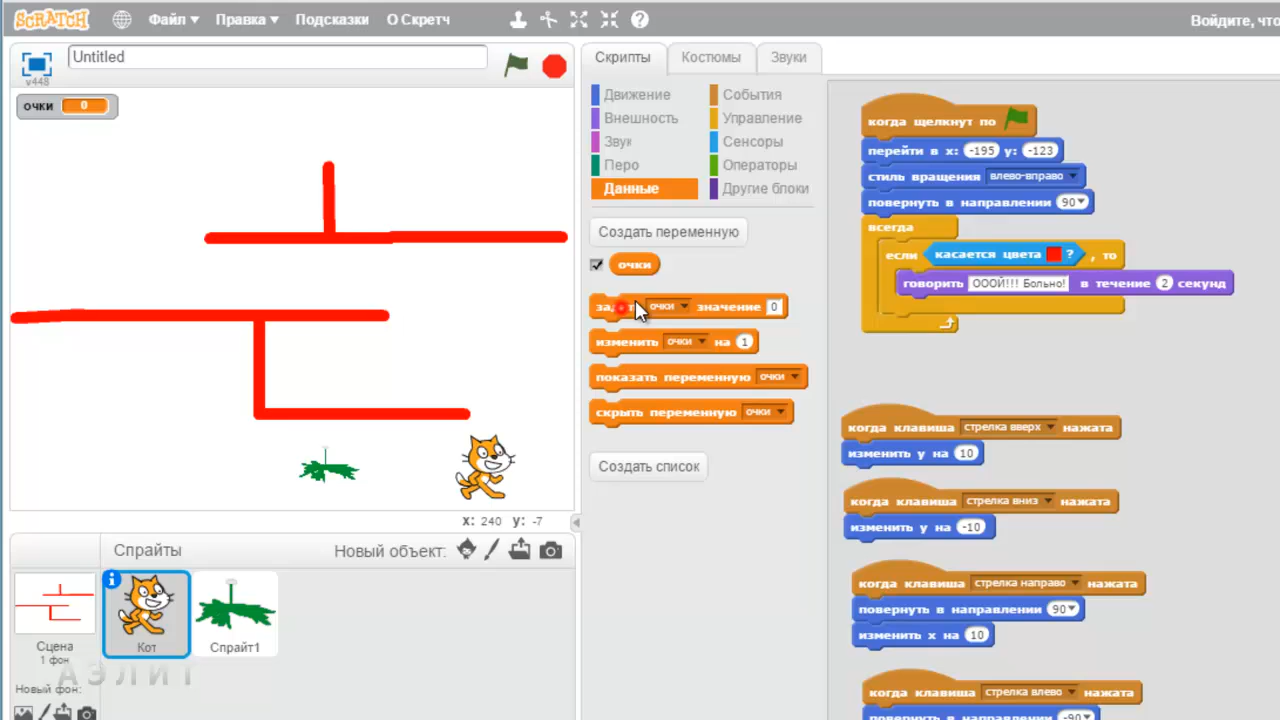 SCRATCH
Файл
Правка
Подсказки
О Скретч
Войдите, что
v448
Untitled
очки 0
x: 240 y: -7
Спрайты
Новый объект:
Сцена
1 фон
Новый фон:
Кот
Спрайт1
АЭЛИТ
Скрипты
Костюмы
Звуки
Движение
События
Внешность
Управление
Звук
Сенсоры
Перо
Операторы
Данные
Другие блоки
Создать переменную
очки
очки значение 0
изменить очки на 1
показать переменную очки
скрыть переменную очки
Создать список
когда щелкнут по
перейти в x: -195 y: -123
стиль вращения влево-вправо
повернуть в направлении 90
всегда
если касается цвета ? , то
говорить ОООЙ!!! Больно! в течение 2 секунд
когда клавиша стрелка вверх нажата
изменить y на 10
когда клавиша стрелка вниз нажата
изменить y на -10
когда клавиша стрелка направо нажата
повернуть в направлении 90
изменить x на 10
когда клавиша стрелка влево нажата
повернуть в направлении -90